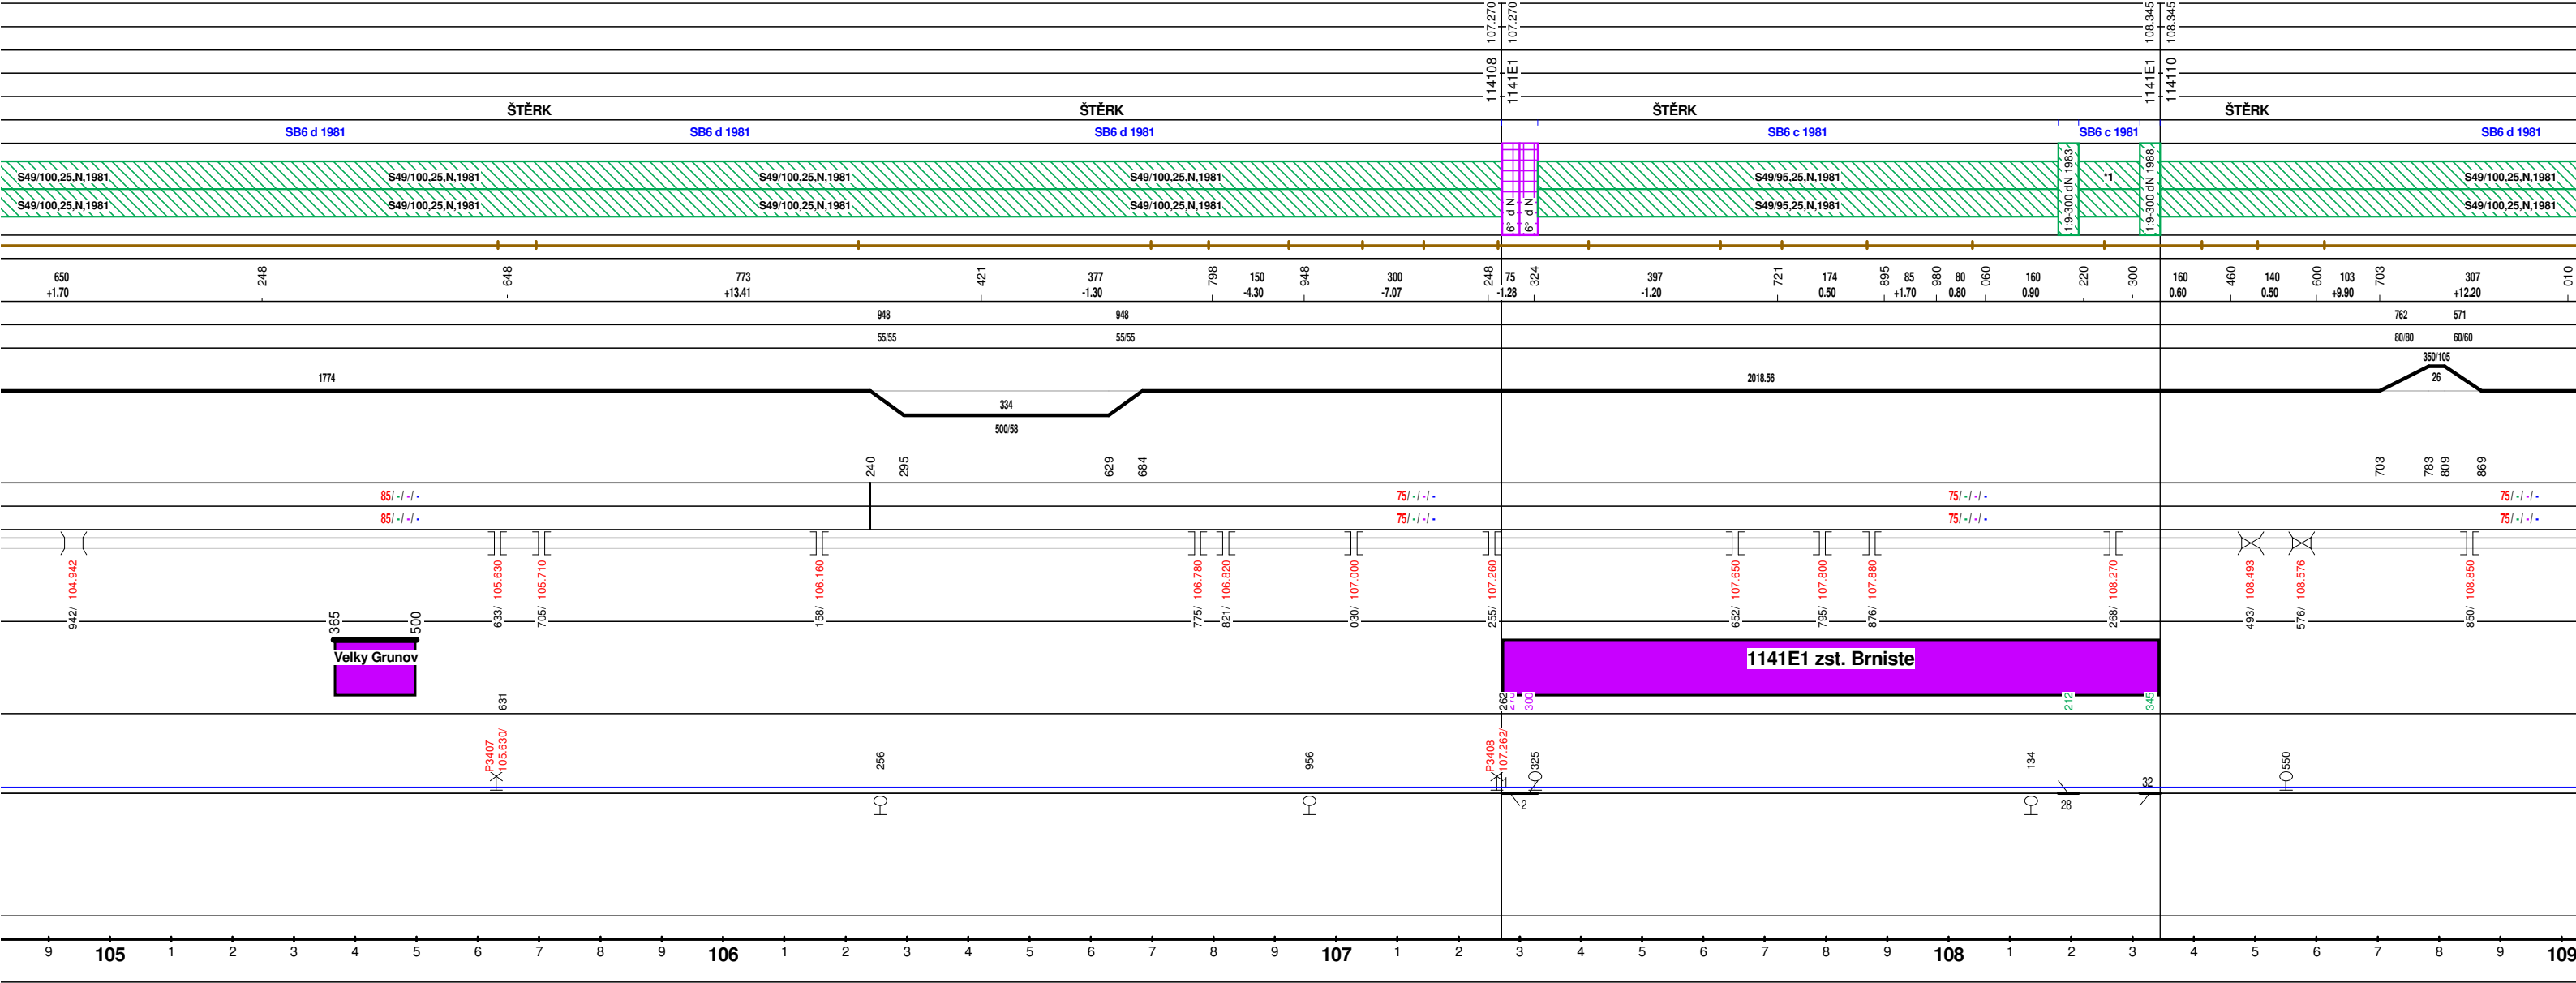 107.270 107.270 108.345 108.345
114108 1141E1 1141E1 114110
ŠTĚRK ŠTĚRK ŠTĚRK ŠTĚRK
SB6 d 1981 SB6 d 1981 SB6 d 1981 SB6 c 1981 SB6 c 1981 SB6 d 1981
S49/100,25,N,1981 S49/100,25,N,1981 S49/100,25,N,1981 S49/100,25,N,1981 S49/95,25,N,1981 *1 S49/100,25,N,1981
S49/100,25,N,1981 S49/100,25,N,1981 S49/100,25,N,1981 S49/100,25,N,1981 S49/95,25,N,1981 S49/100,25,N,1981
6° d N 6° d N 1:9-300 dN 1983 1:9-300 dN 1988
650 248 648 773 421 377 798 150 948 300 248 75 324 397 721 174 895 85 980 80 060 160 220 300 160 460 140 600 103 703 307 010
+1.70 +13.41 -1.30 -4.30 -7.07 -1.28 -1.20 0.50 +1.70 0.80 0.90 0.60 0.50 +9.90 +12.20
948 948 762 571
55/55 55/55 80/80 60/60
350/105
1774 2018.56 26
334
500/58
240 295 629 684 703 783 809 869
85/ -/ -/ - 75/ -/ -/ - 75/ -/ -/ - 75/ -/ -/ -
85/ -/ -/ - 75/ -/ -/ - 75/ -/ -/ - 75/ -/ -/ -
942/ 104.942 633/ 105.630 705/ 105.710 158/ 106.160 775/ 106.780 821/ 106.820 030/ 107.000 255/ 107.260 652/ 107.650 795/ 107.800 876/ 107.880 268/ 108.270 493/ 108.493 576/ 108.576 850/ 108.850
365 500
Velky Grunov 1141E1 zst. Brniste
631 262 300 212 345
P3407 105.630/ 256 956 P3408 107.262/ 325 134 550
1 2 28 32
9 105 1 2 3 4 5 6 7 8 9 106 1 2 3 4 5 6 7 8 9 107 1 2 3 4 5 6 7 8 9 108 1 2 3 4 5 6 7 8 9 109